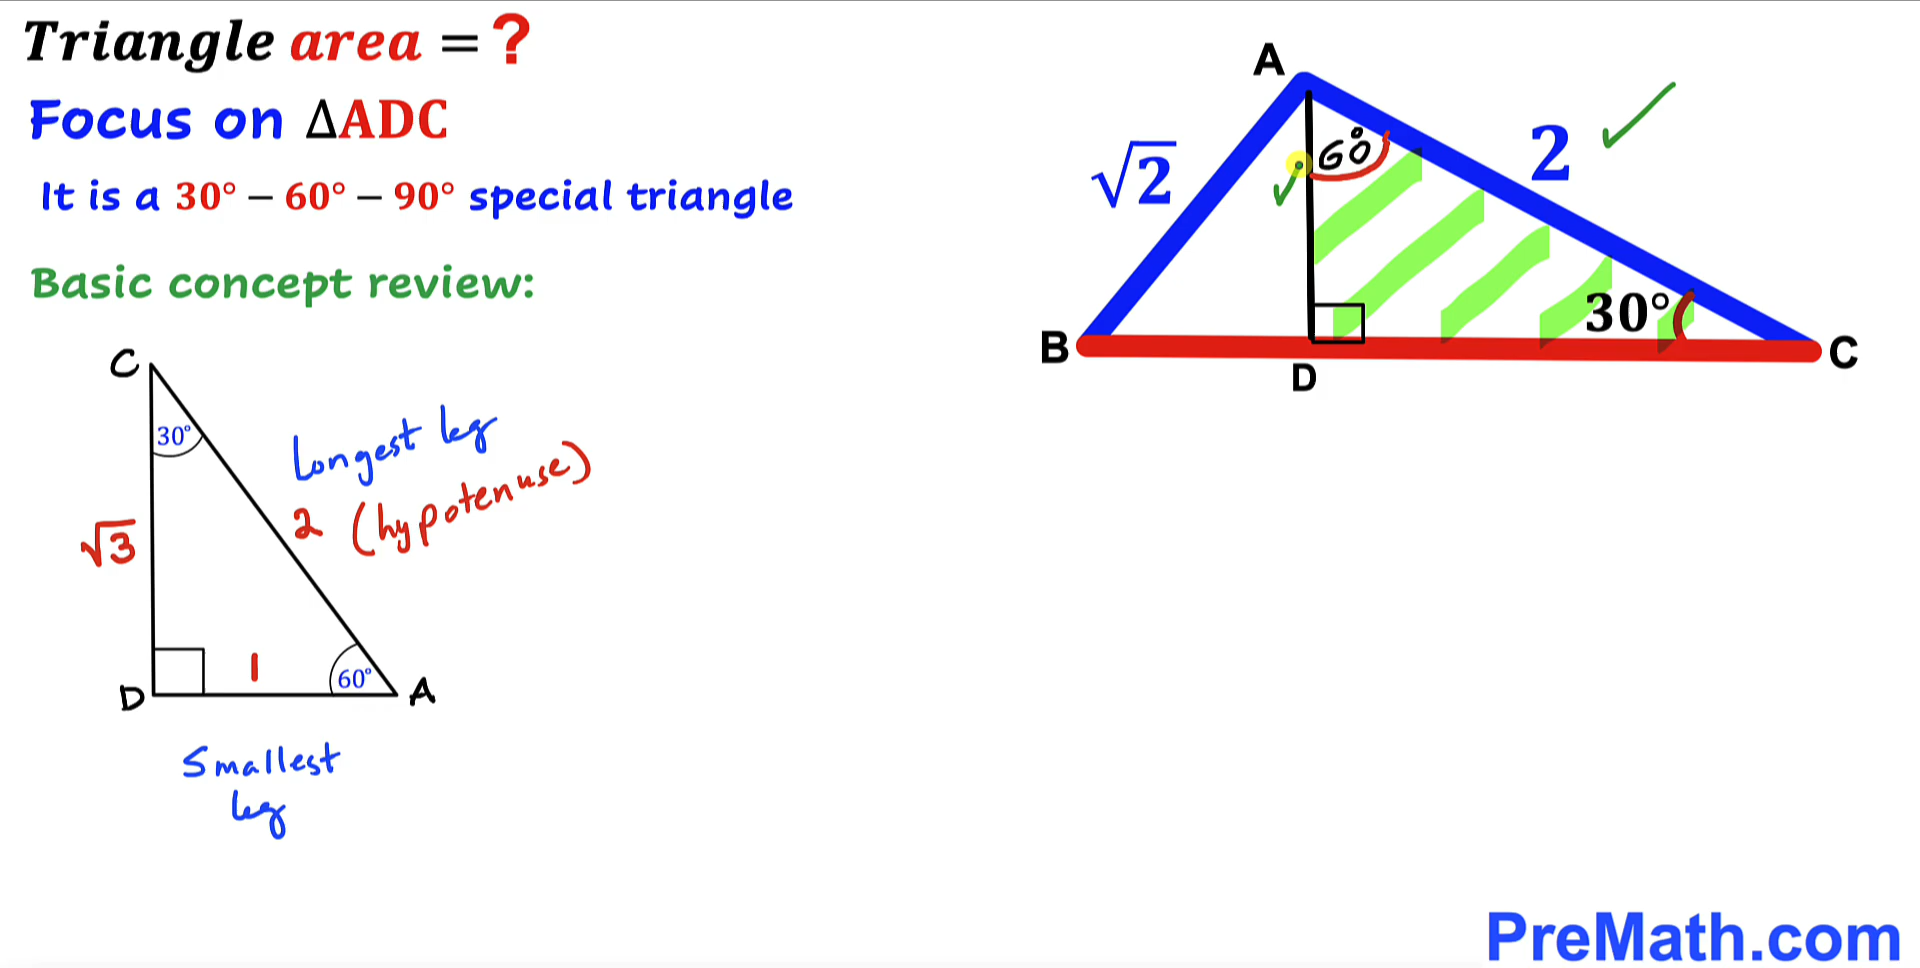 Triangle area = ?
Focus on ΔADC
It is a 30° – 60° – 90° special triangle
Basic concept review:
C
30°
Longest leg
2 (hypotenuse)
√3
1
60°
D
A
Smallest
leg
A
√2
60°
2
30°
B
D
C
PreMath.com